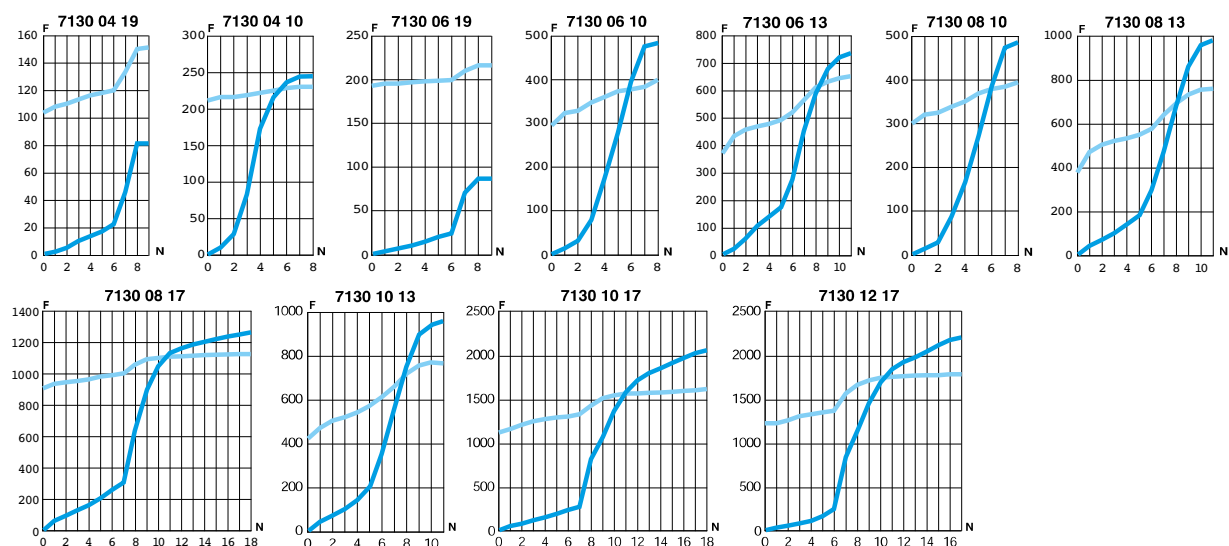 7130 04 19 7130 04 10 7130 06 19 7130 06 10 7130 06 13 7130 08 10 7130 08 13
F F F F F F F
160 300 250 500 800 500 1000
140 700
250 200 400 400 800
120 600
100 200 150 300 500 300 600
80 150 400
60 100 100 200 300 200 400
40 200
20 50 50 100 100 100 200
0 0 0 0 0 0 0
N N N N N N N
0 2 4 6 8 0 2 4 6 8 0 2 4 6 8 0 2 4 6 8 0 2 4 6 8 10 0 2 4 6 8 0 2 4 6 8 10
7130 08 17 7130 10 13 7130 10 17 7130 12 17
F F F F
1400 1000 2500 2500
1200 800 2000 2000
1000
800 600 1500 1500
600 400 1000 1000
400
200 200 500 500
0 0 0 0
N N N N
0 2 4 6 8 10 12 14 16 18 0 2 4 6 8 10 0 2 4 6 8 10 12 14 16 18 0 2 4 6 8 10 12 14 16